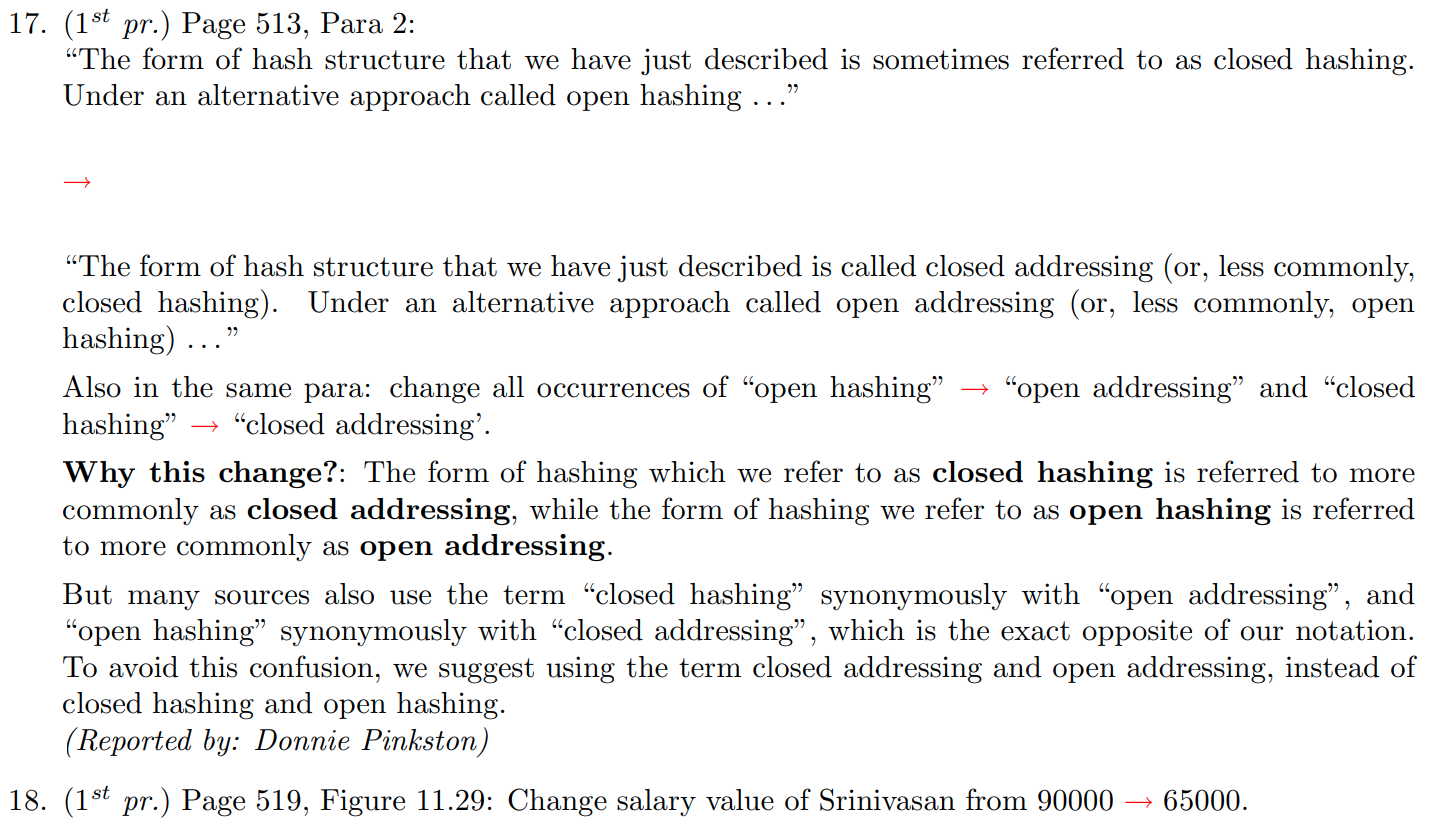 17. (1st pr.) Page 513, Para 2:
“The form of hash structure that we have just described is sometimes referred to as closed hashing.
Under an alternative approach called open hashing . . .”
→
“The form of hash structure that we have just described is called closed addressing (or, less commonly,
closed hashing). Under an alternative approach called open addressing (or, less commonly, open
hashing) . . .”
Also in the same para: change all occurrences of “open hashing” → “open addressing” and “closed
hashing” → “closed addressing’.
Why this change?: The form of hashing which we refer to as closed hashing is referred to more
commonly as closed addressing, while the form of hashing we refer to as open hashing is referred
to more commonly as open addressing.
But many sources also use the term “closed hashing” synonymously with “open addressing”, and
“open hashing” synonymously with “closed addressing”, which is the exact opposite of our notation.
To avoid this confusion, we suggest using the term closed addressing and open addressing, instead of
closed hashing and open hashing.
(Reported by: Donnie Pinkston)
18. (1st pr.) Page 519, Figure 11.29: Change salary value of Srinivasan from 90000 → 65000.